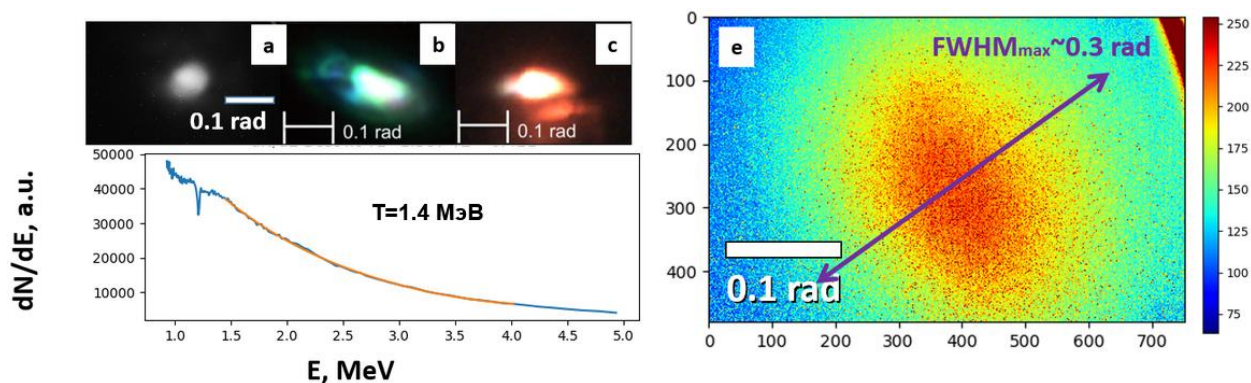 a
b
c
0.1 rad
0.1 rad
0.1 rad
50000
40000
30000
20000
10000
dN/dE, a.u.
T=1.4 МэВ
1.0 1.5 2.0 2.5 3.0 3.5 4.0 4.5 5.0
E, MeV
e
FWHMmax~0.3 rad
0.1 rad
0
100
200
300
400
0 100 200 300 400 500 600 700
250
225
200
175
150
125
100
75